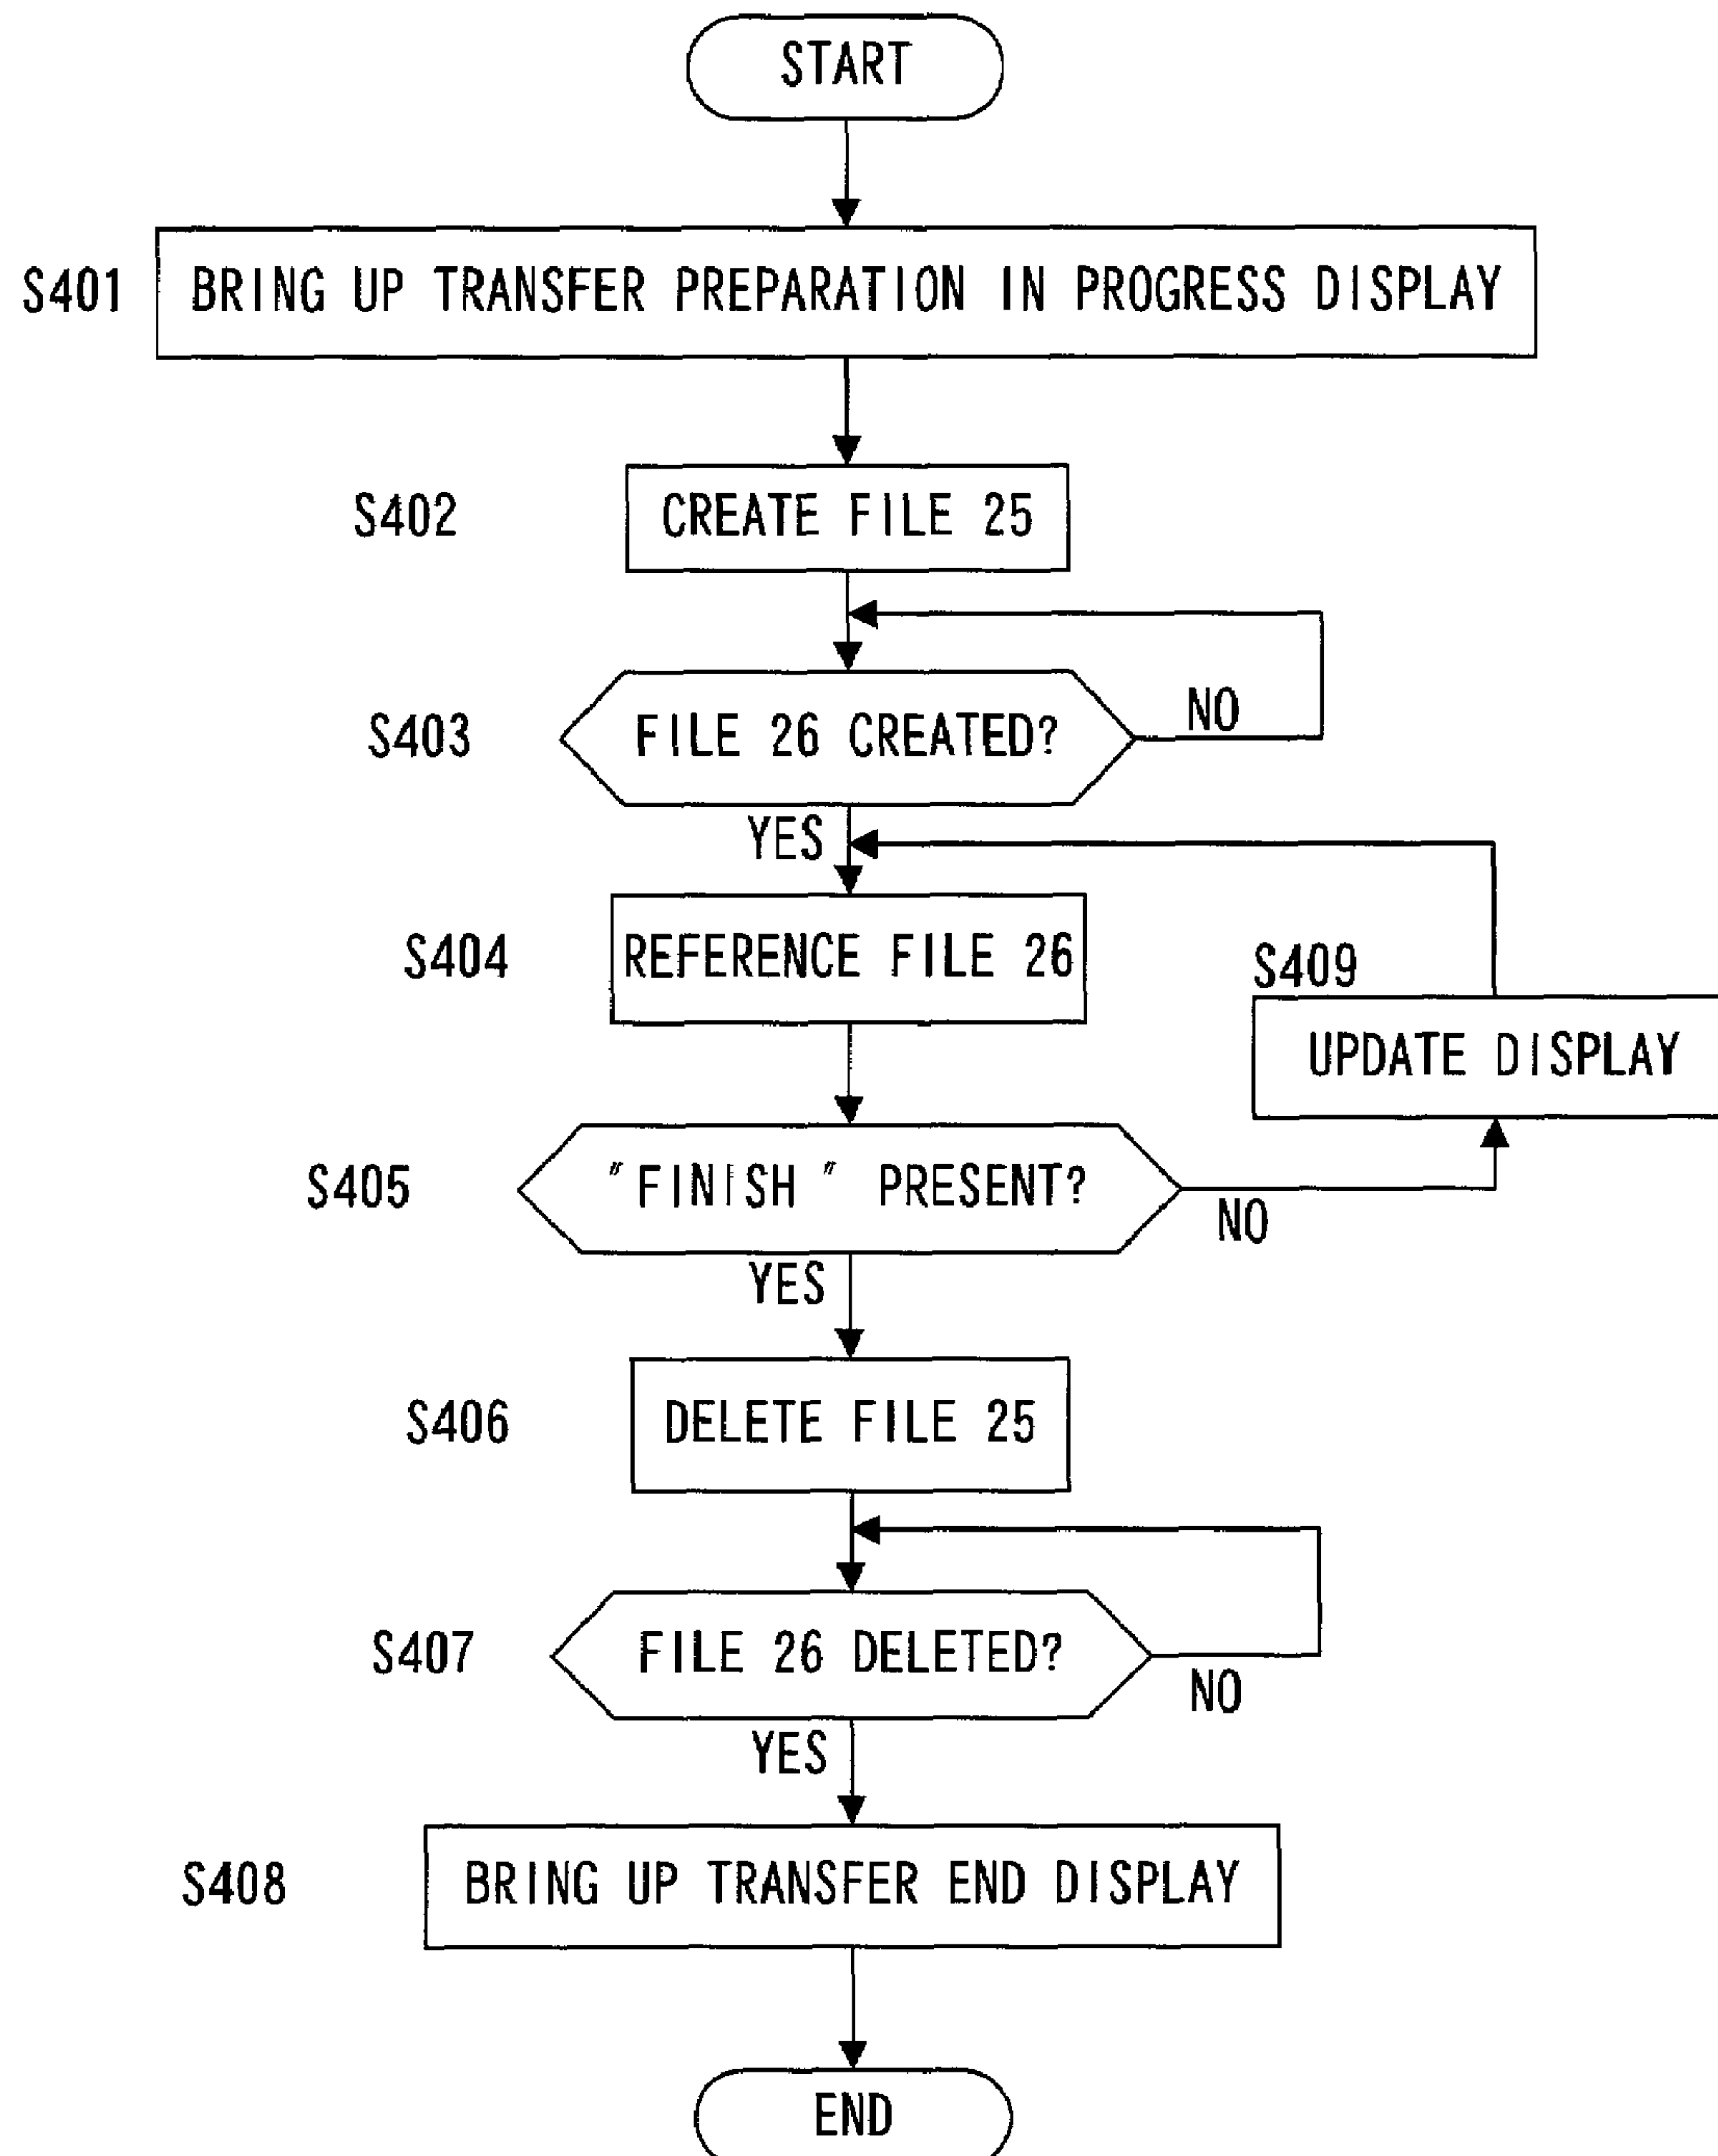 START
S401
BRING UP TRANSFER PREPARATION IN PROGRESS DISPLAY
S402
CREATE FILE 25
S403
FILE 26 CREATED?
NO
YES
S404
REFERENCE FILE 26
S409
UPDATE DISPLAY
S405
"FINISH" PRESENT?
NO
YES
S406
DELETE FILE 25
S407
FILE 26 DELETED?
NO
YES
S408
BRING UP TRANSFER END DISPLAY
END